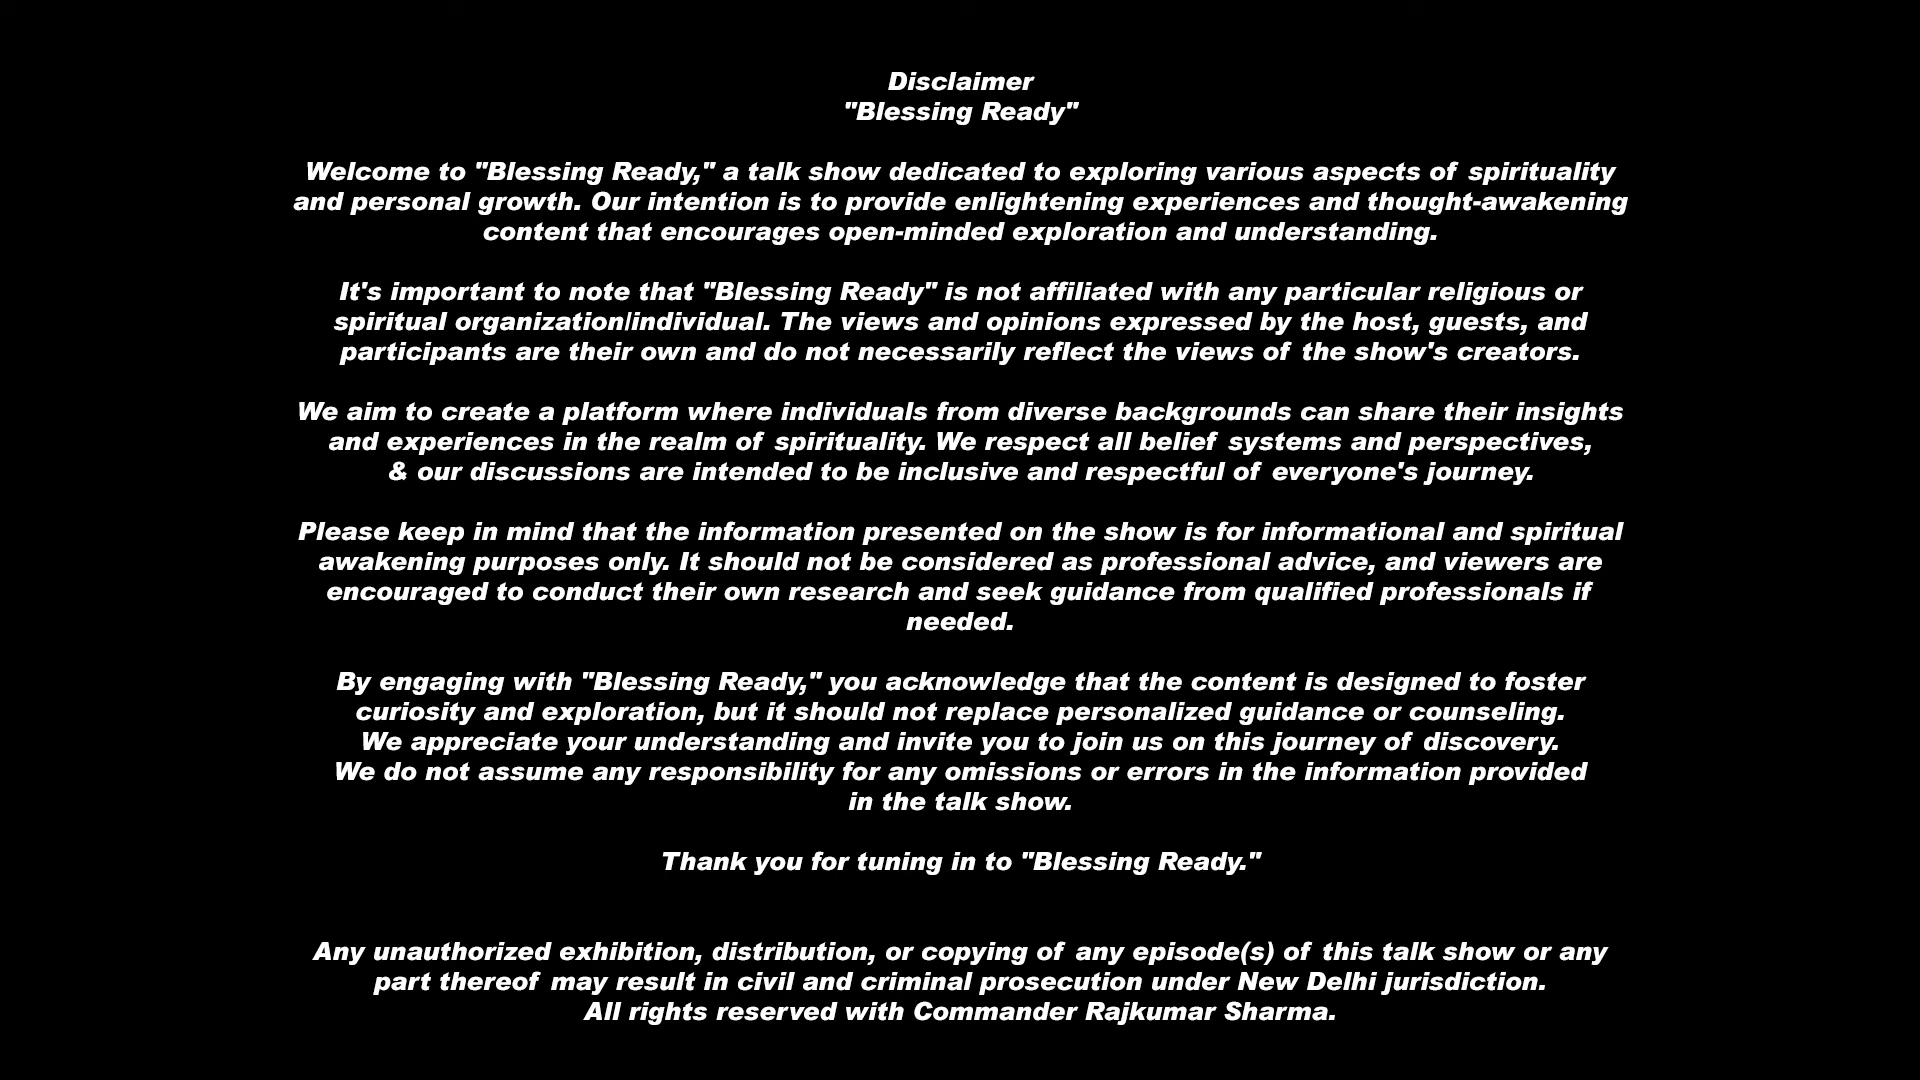 Disclaimer
"Blessing Ready"
Welcome to "Blessing Ready," a talk show dedicated to exploring various aspects of spirituality
and personal growth. Our intention is to provide enlightening experiences and thought-awakening
content that encourages open-minded exploration and understanding.
It's important to note that "Blessing Ready" is not affiliated with any particular religious or
spiritual organization/individual. The views and opinions expressed by the host, guests, and
participants are their own and do not necessarily reflect the views of the show's creators.
We aim to create a platform where individuals from diverse backgrounds can share their insights
and experiences in the realm of spirituality. We respect all belief systems and perspectives,
& our discussions are intended to be inclusive and respectful of everyone's journey.
Please keep in mind that the information presented on the show is for informational and spiritual
awakening purposes only. It should not be considered as professional advice, and viewers are
encouraged to conduct their own research and seek guidance from qualified professionals if
needed.
By engaging with "Blessing Ready," you acknowledge that the content is designed to foster
curiosity and exploration, but it should not replace personalized guidance or counseling.
We appreciate your understanding and invite you to join us on this journey of discovery.
We do not assume any responsibility for any omissions or errors in the information provided
in the talk show.
Thank you for tuning in to "Blessing Ready."
Any unauthorized exhibition, distribution, or copying of any episode(s) of this talk show or any
part thereof may result in civil and criminal prosecution under New Delhi jurisdiction.
All rights reserved with Commander Rajkumar Sharma.